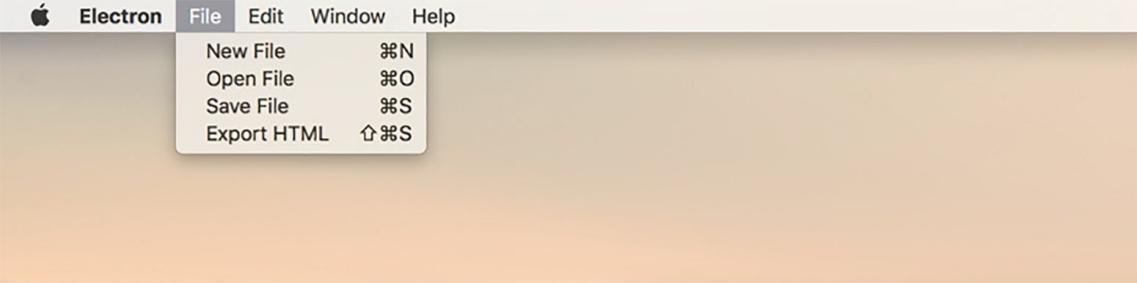 Electron File Edit Window Help
New File ⌘N
Open File ⌘O
Save File ⌘S
Export HTML ⇧⌘S